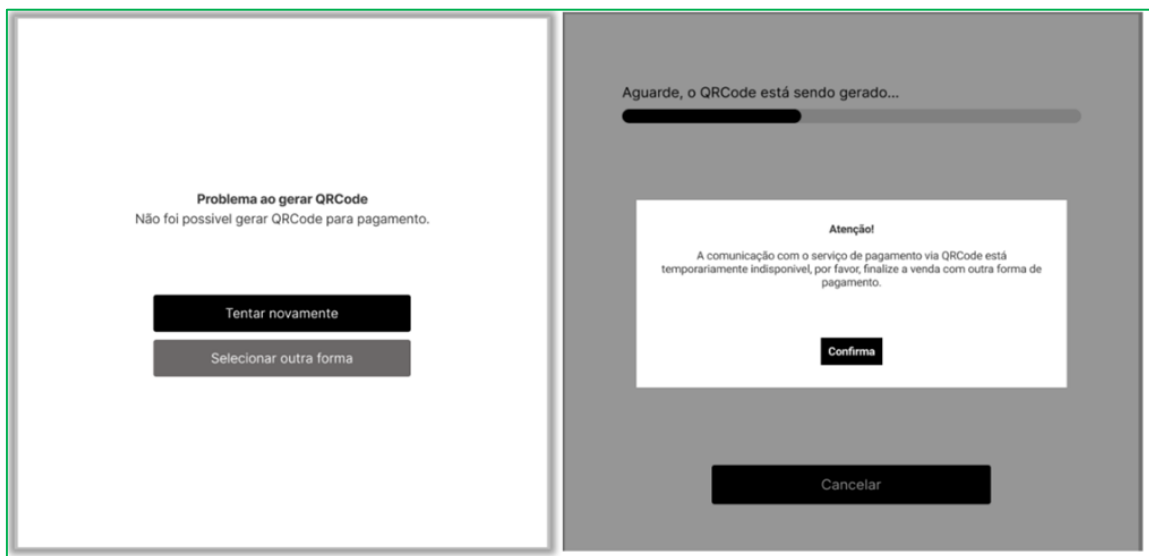 Problema ao gerar QRCode
Não foi possivel gerar QRCode para pagamento.
Tentar novamente
Selecionar outra forma
Aguarde, o QRCode está sendo gerado...
Atenção!
A comunicação com o serviço de pagamento via QRCode está
temporariamente indisponivel, por favor, finalize a venda com outra forma de
pagamento.
Confirma
Cancelar